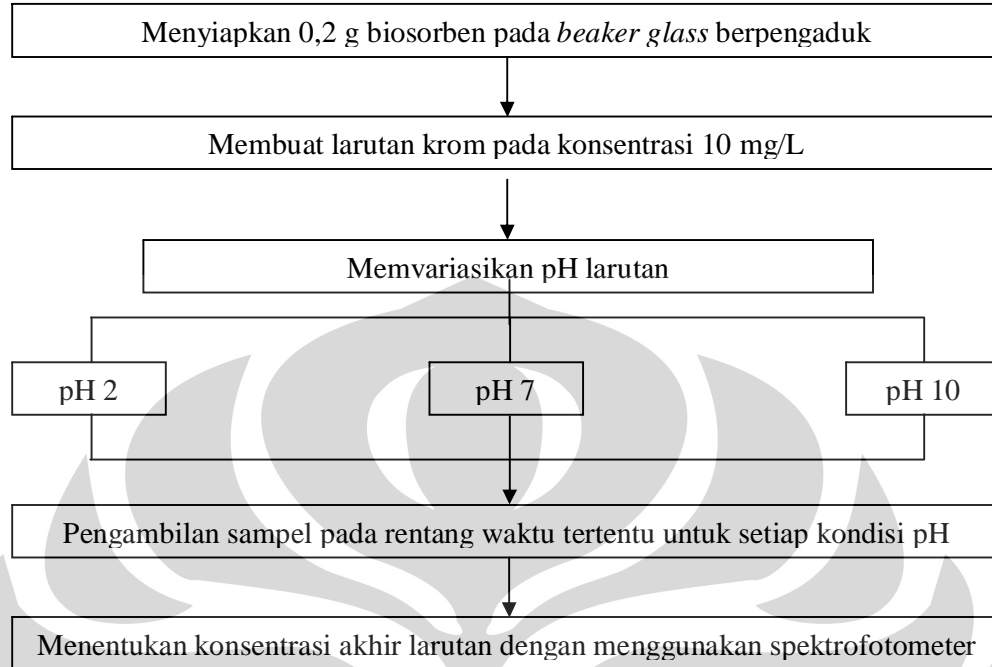 Menyiapkan 0,2 g biosorben pada beaker glass berpengaduk
Membuat larutan krom pada konsentrasi 10 mg/L
Memvariasikan pH larutan
pH 2
pH 7
pH 10
Pengambilan sampel pada rentang waktu tertentu untuk setiap kondisi pH
Menentukan konsentrasi akhir larutan dengan menggunakan spektrofotometer